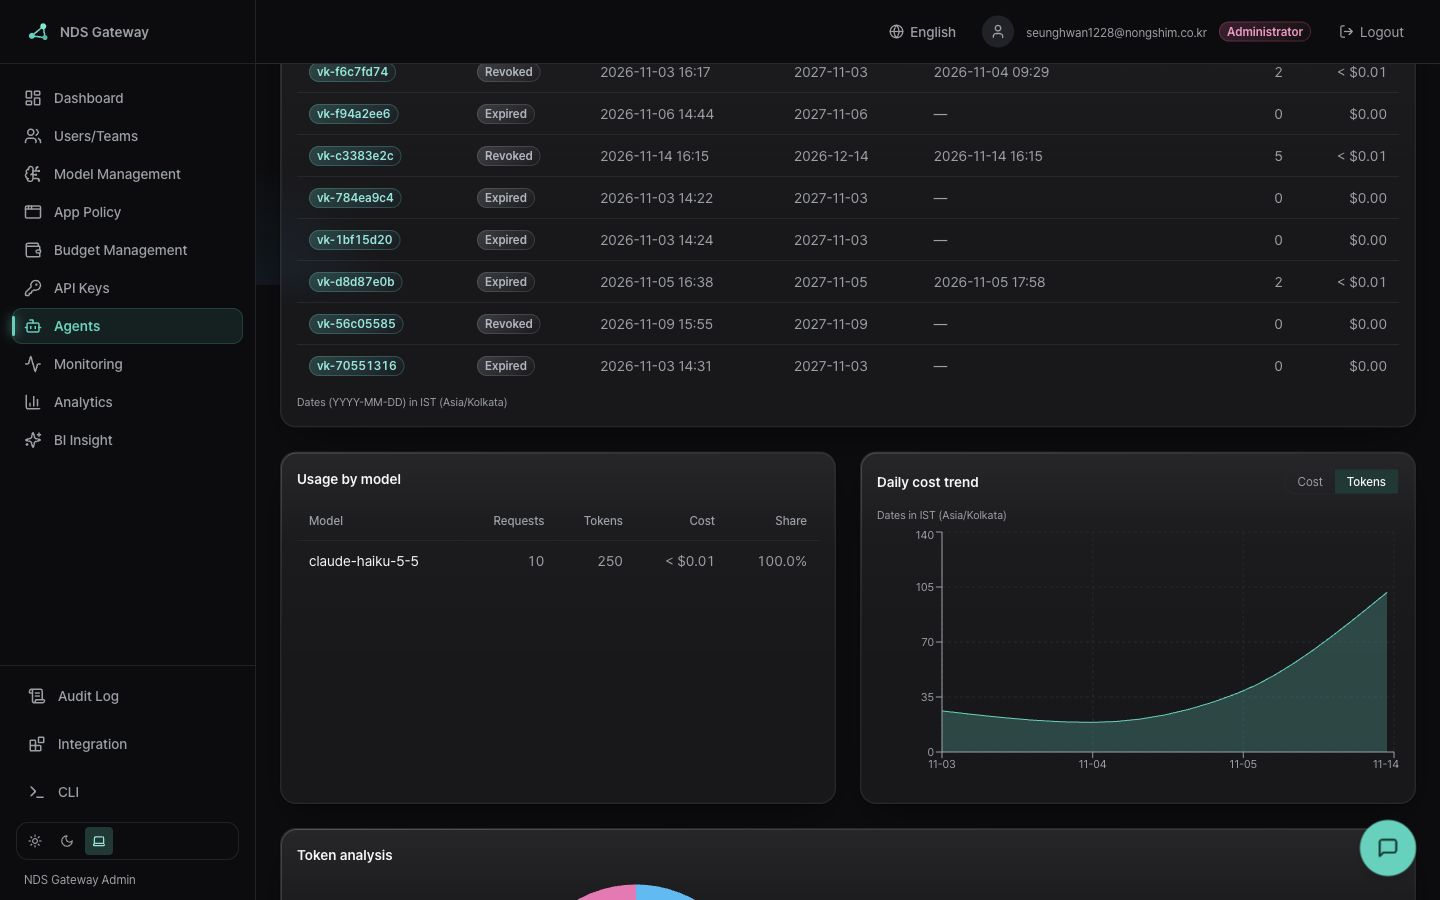 NDS Gateway
English
seunghwan1228@nongshim.co.kr
Administrator
Logout
Dashboard
Users/Teams
Model Management
App Policy
Budget Management
API Keys
Agents
Monitoring
Analytics
BI Insight
Audit Log
Integration
CLI
NDS Gateway Admin
vk-f6c7fd74 Revoked 2026-11-03 16:17 2027-11-03 2026-11-04 09:29 2 < $0.01
vk-f94a2ee6 Expired 2026-11-06 14:44 2027-11-06 — 0 $0.00
vk-c3383e2c Revoked 2026-11-14 16:15 2026-12-14 2026-11-14 16:15 5 < $0.01
vk-784ea9c4 Expired 2026-11-03 14:22 2027-11-03 — 0 $0.00
vk-1bf15d20 Expired 2026-11-03 14:24 2027-11-03 — 0 $0.00
vk-d8d87e0b Expired 2026-11-05 16:38 2027-11-05 2026-11-05 17:58 2 < $0.01
vk-56c05585 Revoked 2026-11-09 15:55 2027-11-09 — 0 $0.00
vk-70551316 Expired 2026-11-03 14:31 2027-11-03 — 0 $0.00
Dates (YYYY-MM-DD) in IST (Asia/Kolkata)
Usage by model
Model Requests Tokens Cost Share
claude-haiku-5-5 10 250 < $0.01 100.0%
Daily cost trend
Cost Tokens
Dates in IST (Asia/Kolkata)
140
105
70
35
0
11-03 11-04 11-05 11-14
Token analysis